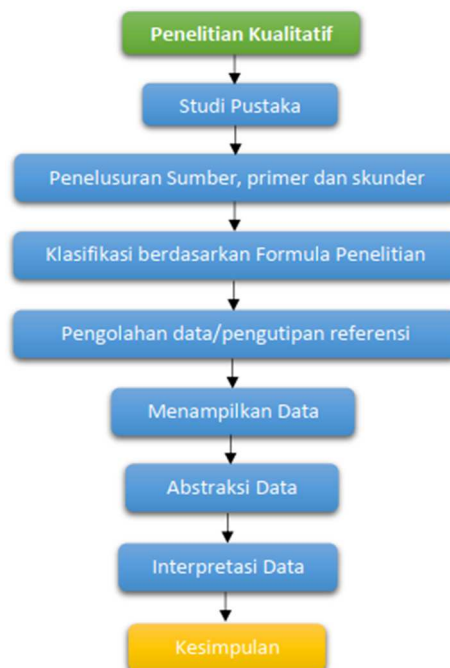 Penelitian Kualitatif
Studi Pustaka
Penelusuran Sumber, primer dan skunder
Klasifikasi berdasarkan Formula Penelitian
Pengolahan data/pengutipan referensi
Menampilkan Data
Abstraksi Data
Interpretasi Data
Kesimpulan